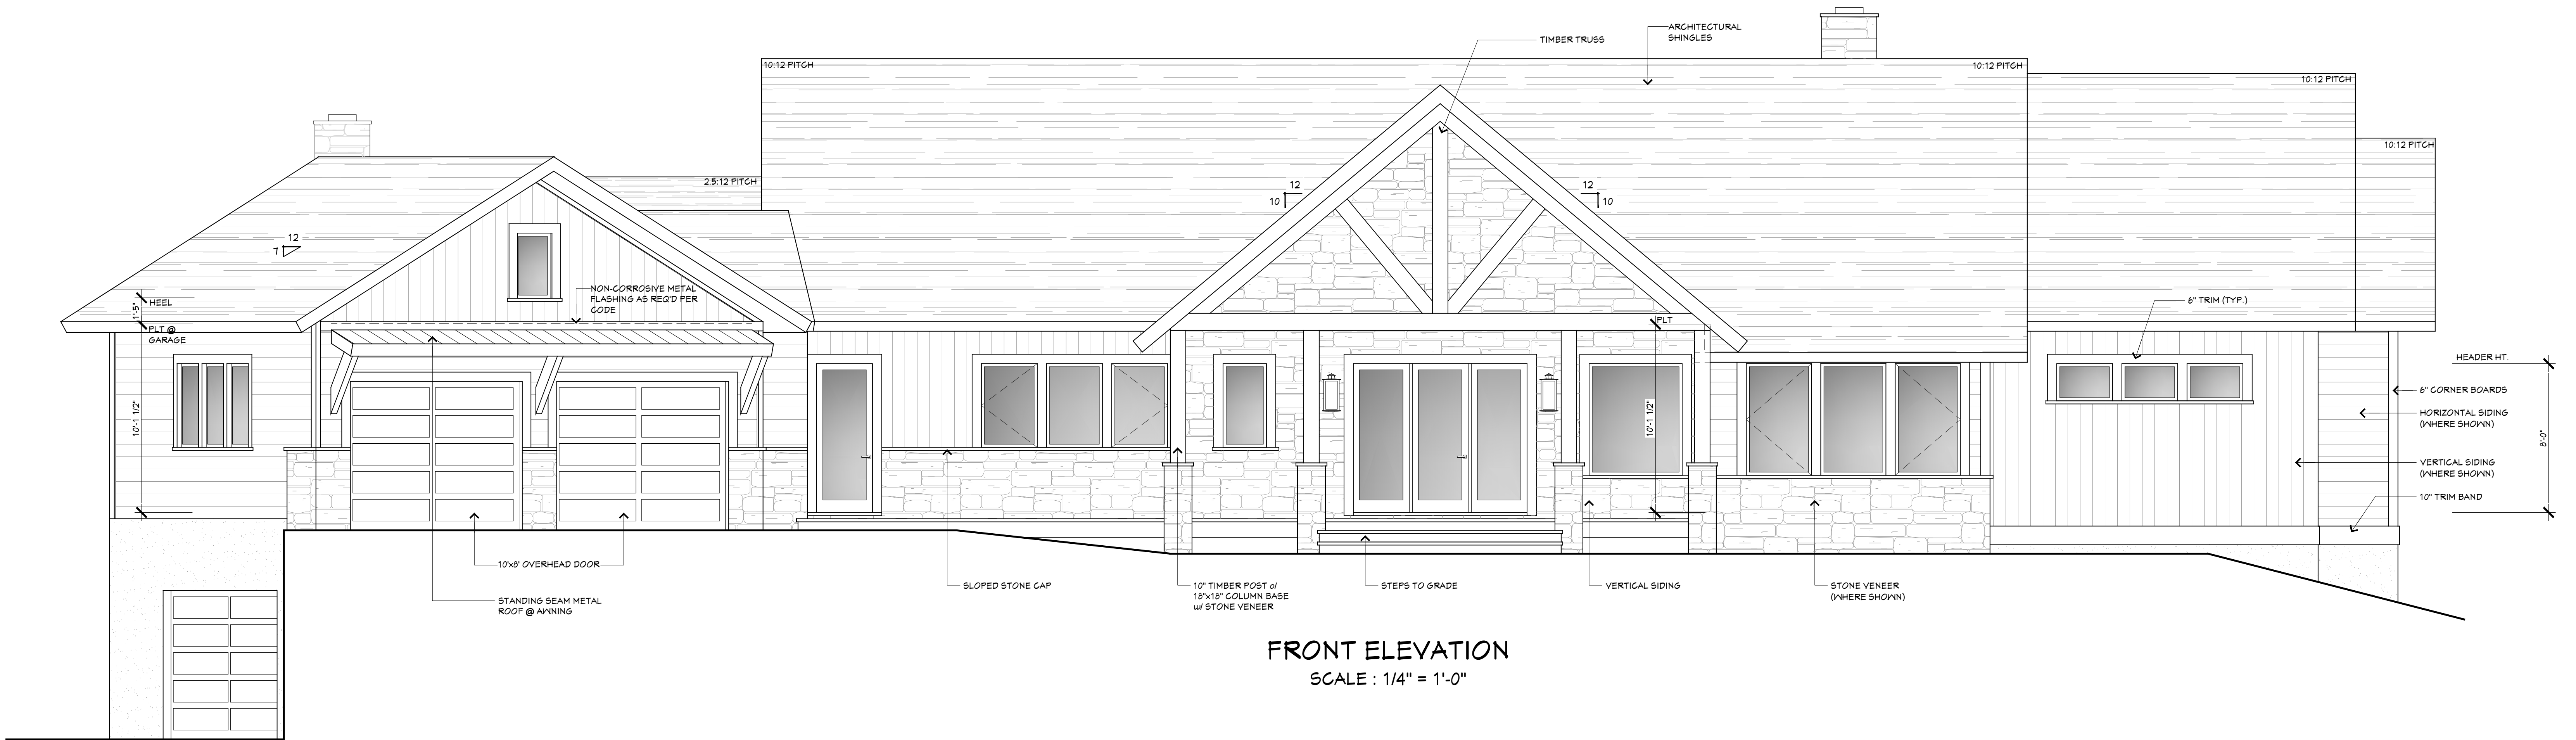 TIMBER TRUSS
ARCHITECTURAL
SHINGLES
10:12 PITCH
10:12 PITCH
10:12 PITCH
10:12 PITCH
2.5:12 PITCH
12
10
12
10
12
7
NON-CORROSIVE METAL
FLASHING AS REQ'D PER
CODE
1'-5"
HEEL
PLT @
GARAGE
10'-1 1/2"
PLT
10'-1 1/2"
6" TRIM (TYP.)
HEADER HT.
8'-0"
6" CORNER BOARDS
HORIZONTAL SIDING
(WHERE SHOWN)
VERTICAL SIDING
(WHERE SHOWN)
10" TRIM BAND
10'x8' OVERHEAD DOOR
STANDING SEAM METAL
ROOF @ AWNING
SLOPED STONE CAP
10" TIMBER POST o/
18"x18" COLUMN BASE
w/ STONE VENEER
STEPS TO GRADE
VERTICAL SIDING
STONE VENEER
(WHERE SHOWN)
FRONT ELEVATION
SCALE : 1/4" = 1'-0"